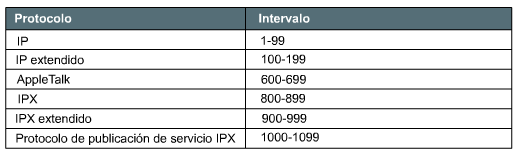 Protocolo Intervalo
IP 1-99
IP extendido 100-199
AppleTalk 600-699
IPX 800-899
IPX extendido 900-999
Protocolo de publicación de servicio IPX 1000-1099